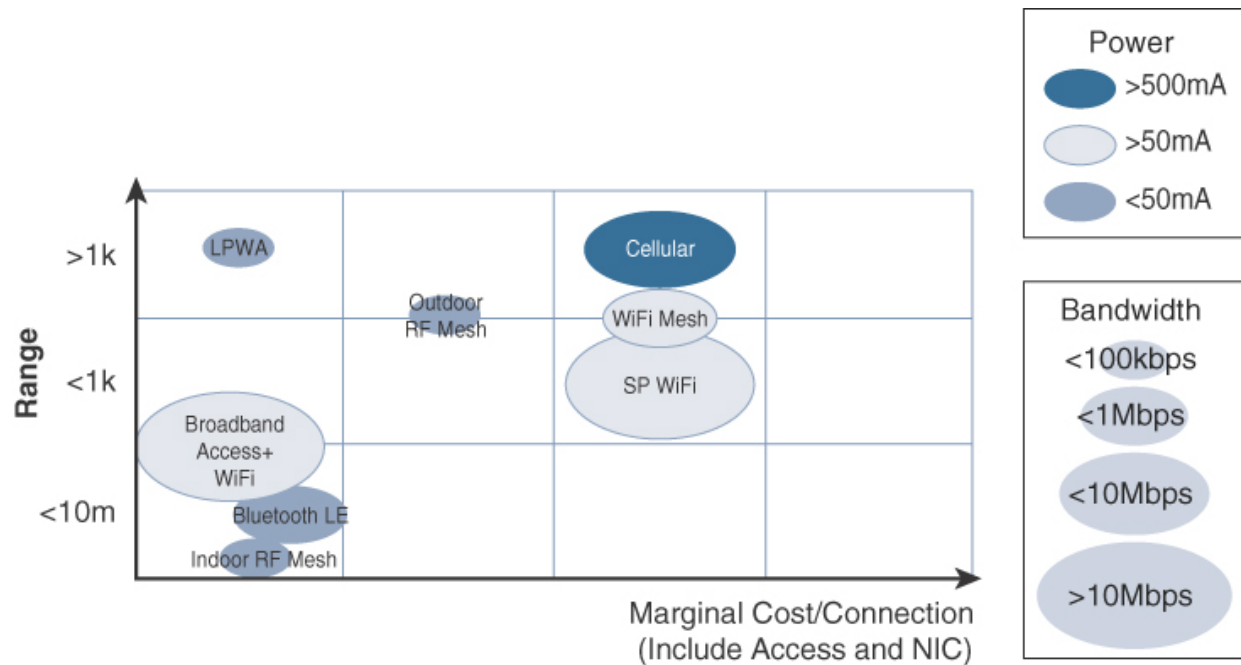 Power
>500mA
>50mA
<50mA
Range
>1k
<1k
<10m
LPWA
Cellular
Outdoor
RF Mesh
WiFi Mesh
SP WiFi
Broadband
Access+
WiFi
Bluetooth LE
Indoor RF Mesh
Marginal Cost/Connection
(Include Access and NIC)
Bandwidth
<100kbps
<1Mbps
<10Mbps
>10Mbps